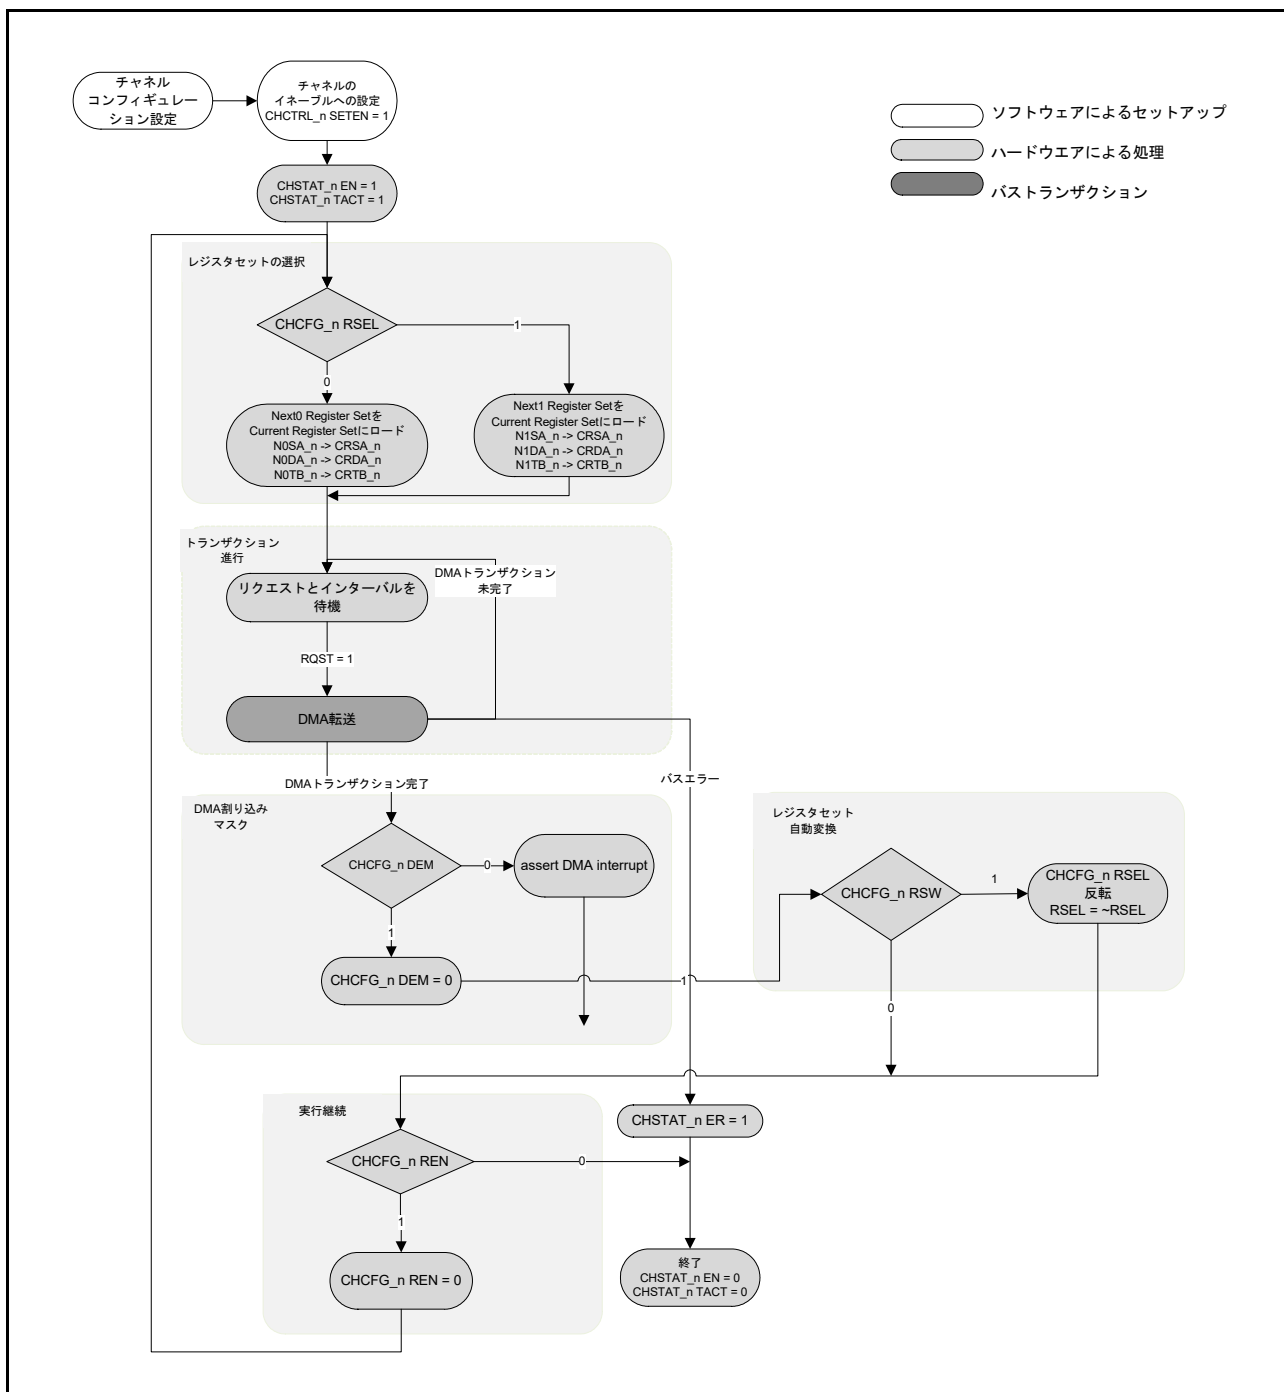 チャネル
コンフィギュレー
ション設定
チャネルの
イネーブルへの設定
CHCTRL_n SETEN = 1
ソフトウェアによるセットアップ
ハードウエアによる処理
バストランザクション
CHSTAT_n EN = 1
CHSTAT_n TACT = 1
レジスタセットの選択
CHCFG_n RSEL
1
0
Next0 Register Setを
Current Register Setにロード
N0SA_n -> CRSA_n
N0DA_n -> CRDA_n
N0TB_n -> CRTB_n
Next1 Register Setを
Current Register Setにロード
N1SA_n -> CRSA_n
N1DA_n -> CRDA_n
N1TB_n -> CRTB_n
トランザクション
進行
リクエストとインターバルを
待機
DMAトランザクション
未完了
RQST = 1
DMA転送
DMAトランザクション完了
バスエラー
DMA割り込み
マスク
CHCFG_n DEM
0
assert DMA interrupt
1
CHCFG_n DEM = 0
1
レジスタセット
自動変換
CHCFG_n RSW
1
CHCFG_n RSEL
反転
RSEL = ~RSEL
0
実行継続
CHCFG_n REN
0
1
CHCFG_n REN = 0
CHSTAT_n ER = 1
終了
CHSTAT_n EN = 0
CHSTAT_n TACT = 0